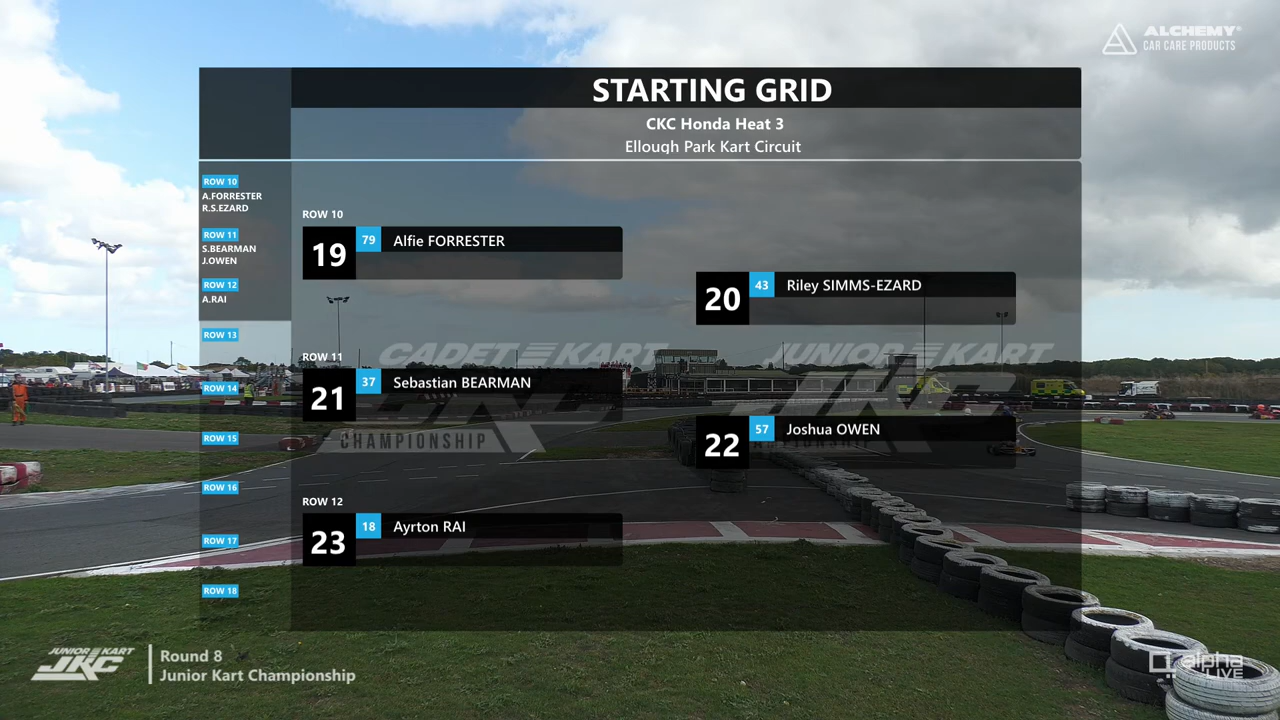 ALCHEMY
CAR CARE PRODUCTS
STARTING GRID
CKC Honda Heat 3
Ellough Park Kart Circuit
ROW 10
A.FORRESTER
R.S.EZARD
ROW 11
S.BEARMAN
J.OWEN
ROW 12
A.RAI
ROW 13
ROW 14
ROW 15
ROW 16
ROW 17
ROW 18
ROW 10
19 79 Alfie FORRESTER
20 43 Riley SIMMS-EZARD
ROW 11
21 37 Sebastian BEARMAN
22 57 Joshua OWEN
ROW 12
23 18 Ayrton RAI
CADET KART
CHAMPIONSHIP
JUNIOR KART
JKC
JUNIOR KART
JKC
Round 8
Junior Kart Championship
alpha
LIVE